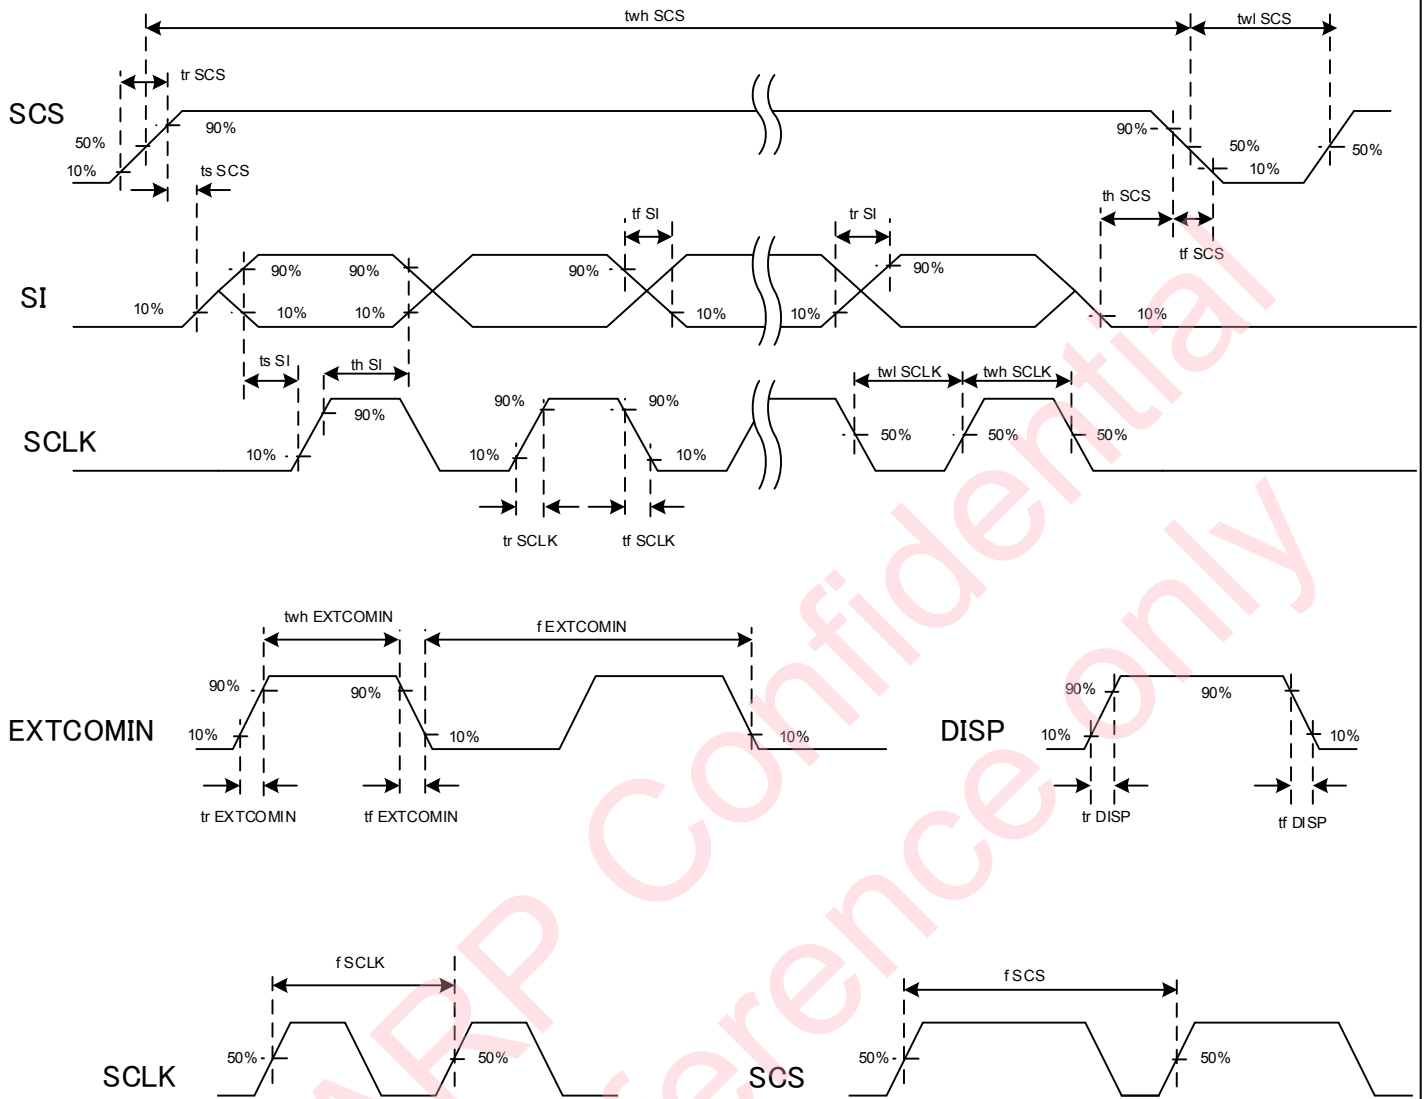 twh SCS
twl SCS
tr SCS
SCS
50%
90%
10%
90%
50%
10%
50%
ts SCS
th SCS
tf SCS
tf SI
tr SI
SI
90%
90%
90%
90%
10%
10%
10%
10%
10%
10%
ts SI
th SI
twl SCLK
twh SCLK
SCLK
90%
90%
90%
10%
10%
10%
50%
50%
50%
tr SCLK
tf SCLK
twh EXTCOMIN
f EXTCOMIN
EXTCOMIN
90%
90%
10%
10%
10%
tr EXTCOMIN
tf EXTCOMIN
DISP
90%
90%
10%
10%
tr DISP
tf DISP
f SCLK
SCLK
50%
50%
f SCS
SCS
50%
50%
ARP Confidential
ference only